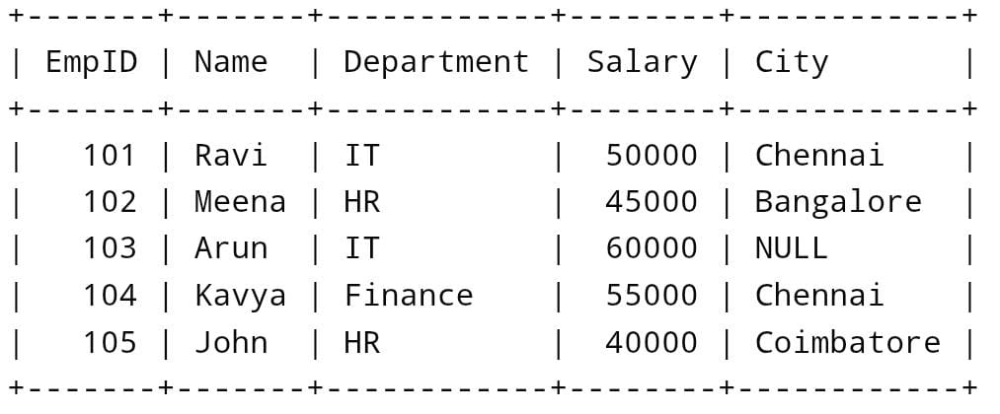 +-------+-------+------------+--------+------------+
| EmpID | Name  | Department | Salary | City       |
+-------+-------+------------+--------+------------+
|   101 | Ravi  | IT         |  50000 | Chennai    |
|   102 | Meena | HR         |  45000 | Bangalore  |
|   103 | Arun  | IT         |  60000 | NULL       |
|   104 | Kavya | Finance    |  55000 | Chennai    |
|   105 | John  | HR         |  40000 | Coimbatore |
+-------+-------+------------+--------+------------+